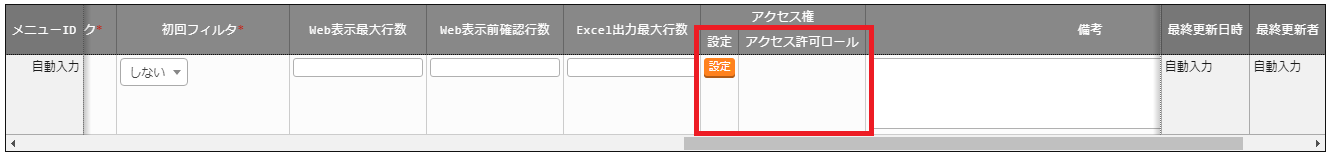 メニューID ク* 初回フィルタ* Web表示最大行数 Web表示前確認行数 Excel出力最大行数 アクセス権 備考 最終更新日時 最終更新者
設定 アクセス許可ロール
自動入力 しない 設定 自動入力 自動入力